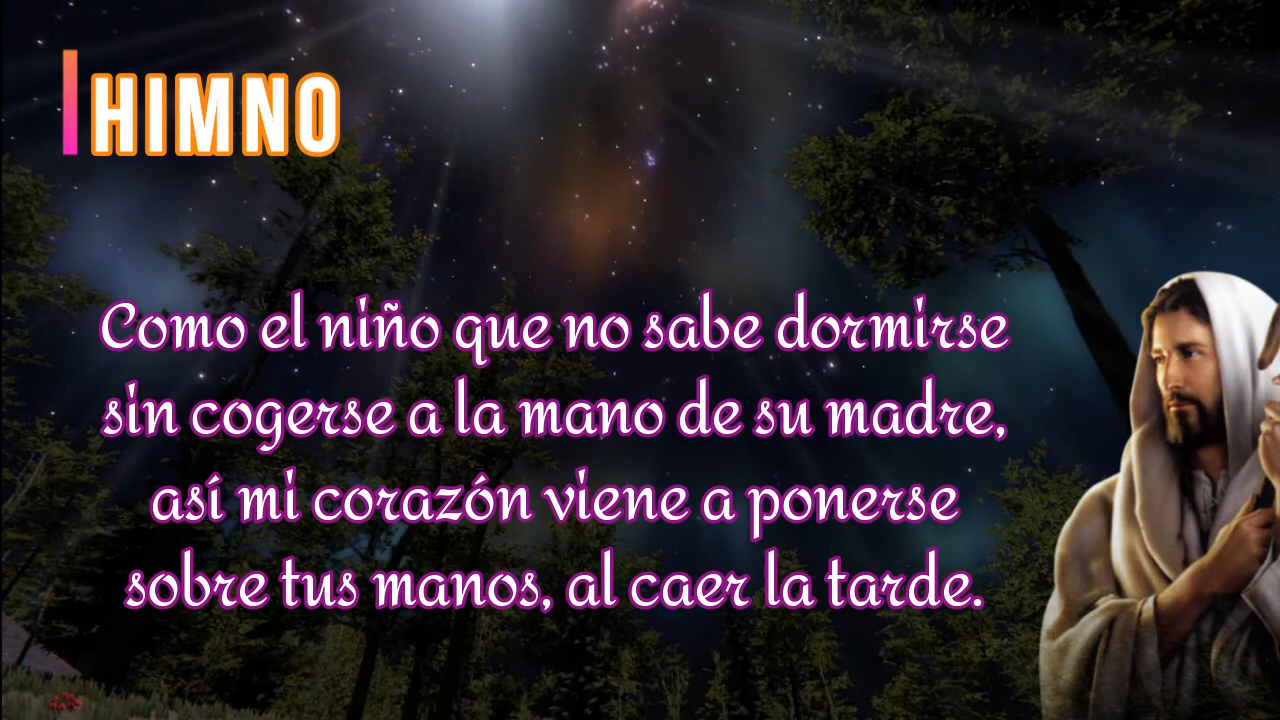 HIMNO
Como el niño que no sabe dormirse
sin cogerse a la mano de su madre,
así mi corazón viene a ponerse
sobre tus manos, al caer la tarde.